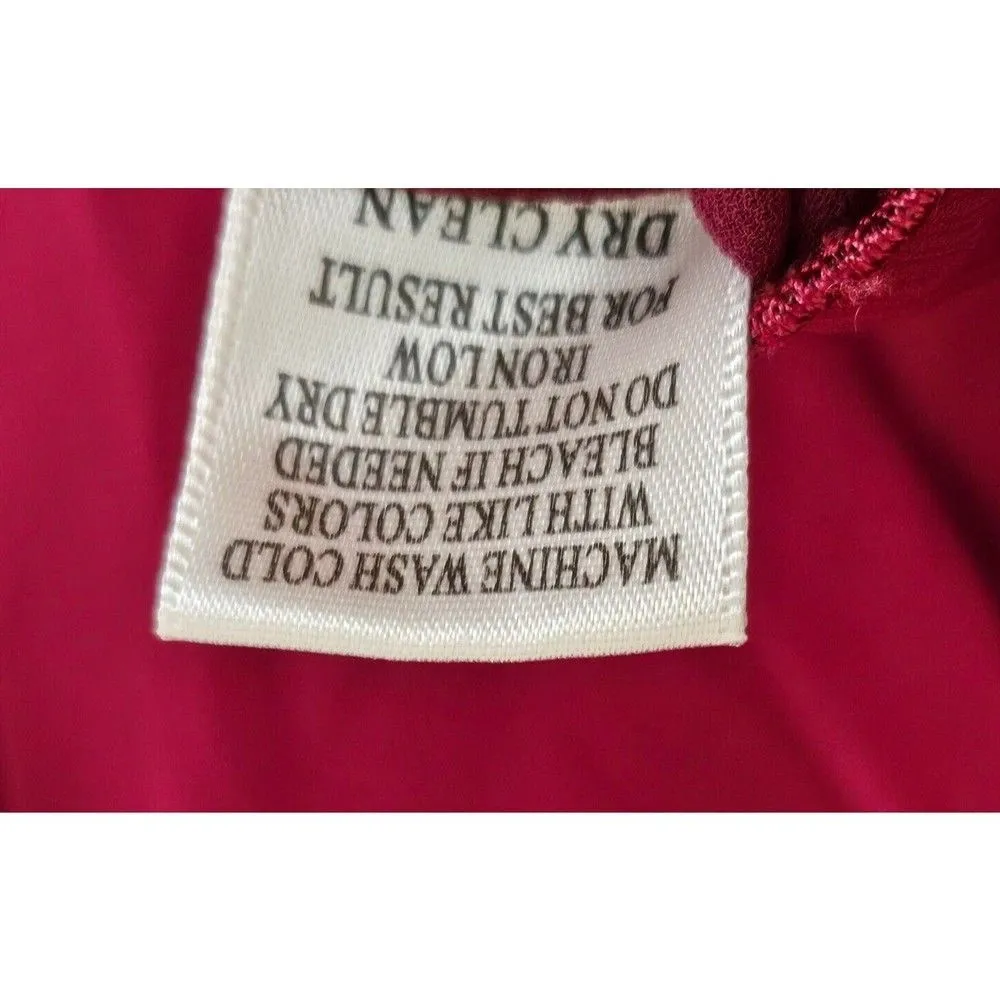 MACHINE WASH COLD
WITH LIKE COLORS
BLEACH IF NEEDED
DO NOT TUMBLE DRY
IRON LOW
FOR BEST RESULT
DRY CLEAN